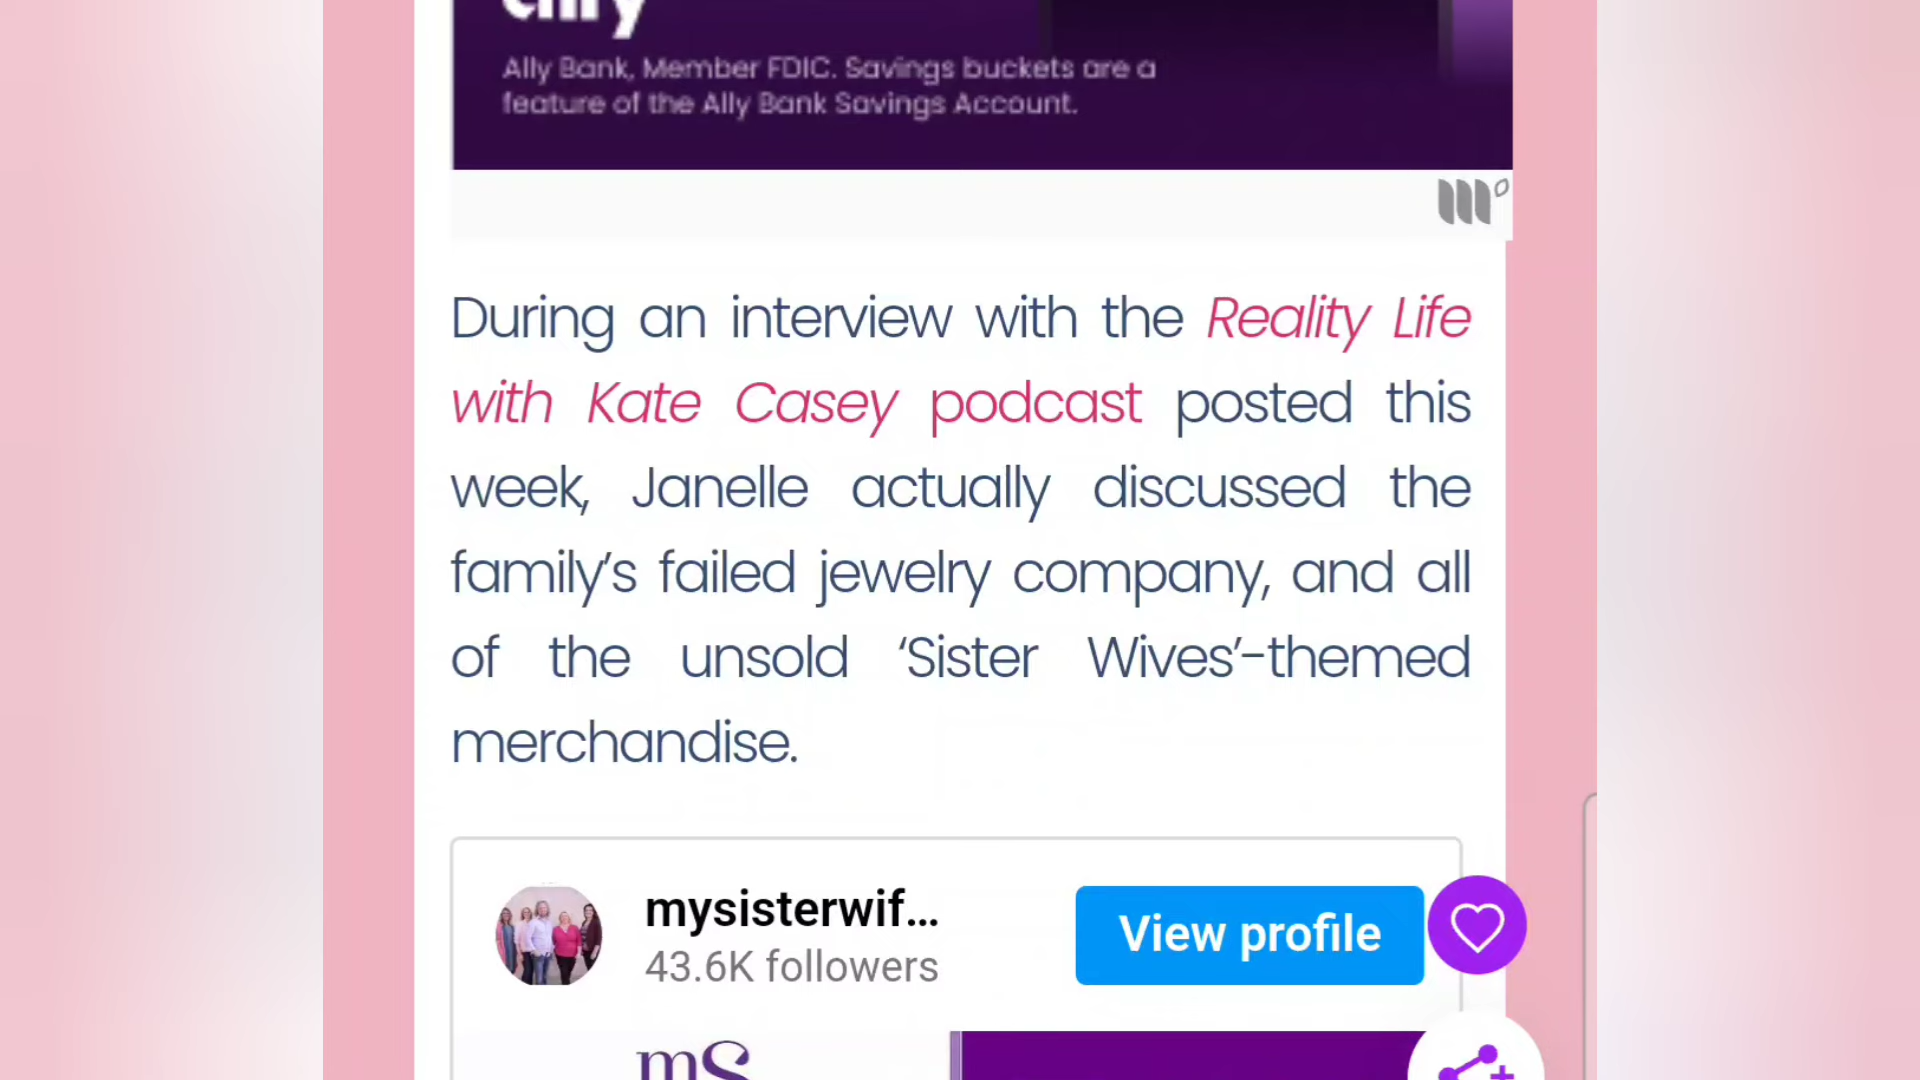 ally
Ally Bank, Member FDIC. Savings buckets are a
feature of the Ally Bank Savings Account.
During an interview with the Reality Life
with Kate Casey podcast posted this
week, Janelle actually discussed the
family’s failed jewelry company, and all
of the unsold ‘Sister Wives’-themed
merchandise.
mysisterwif...
View profile
43.6K followers
mS